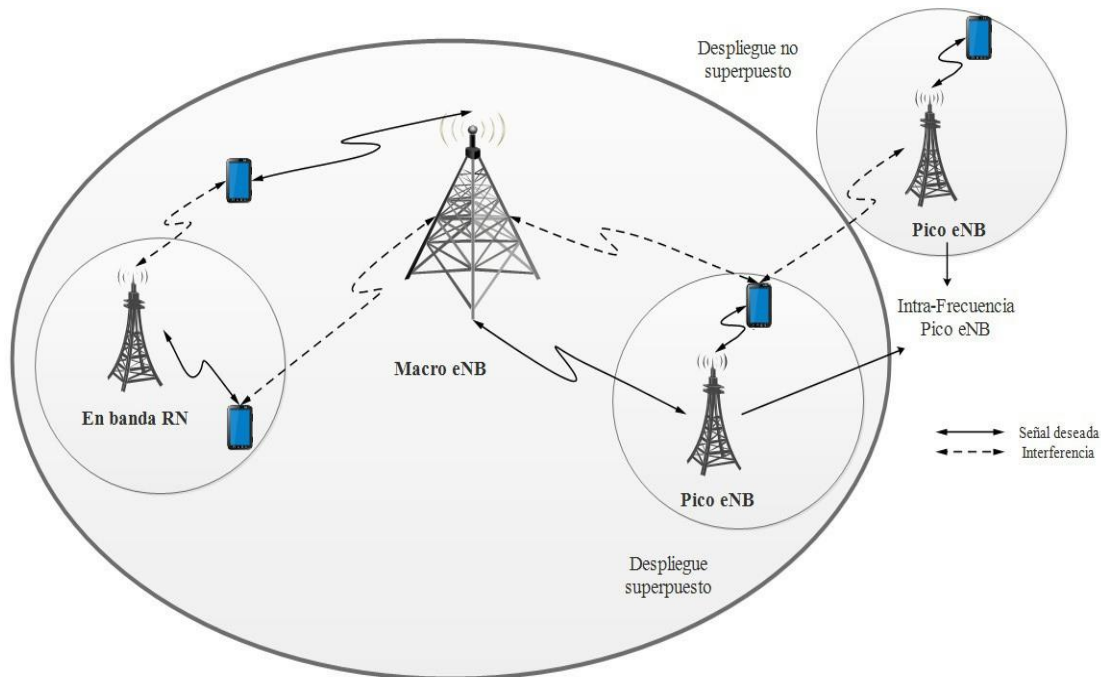 Despliegue no
superpuesto
Pico eNB
Intra-Frecuencia
Pico eNB
Macro eNB
En banda RN
Pico eNB
Señal deseada
Interferencia
Despliegue
superpuesto